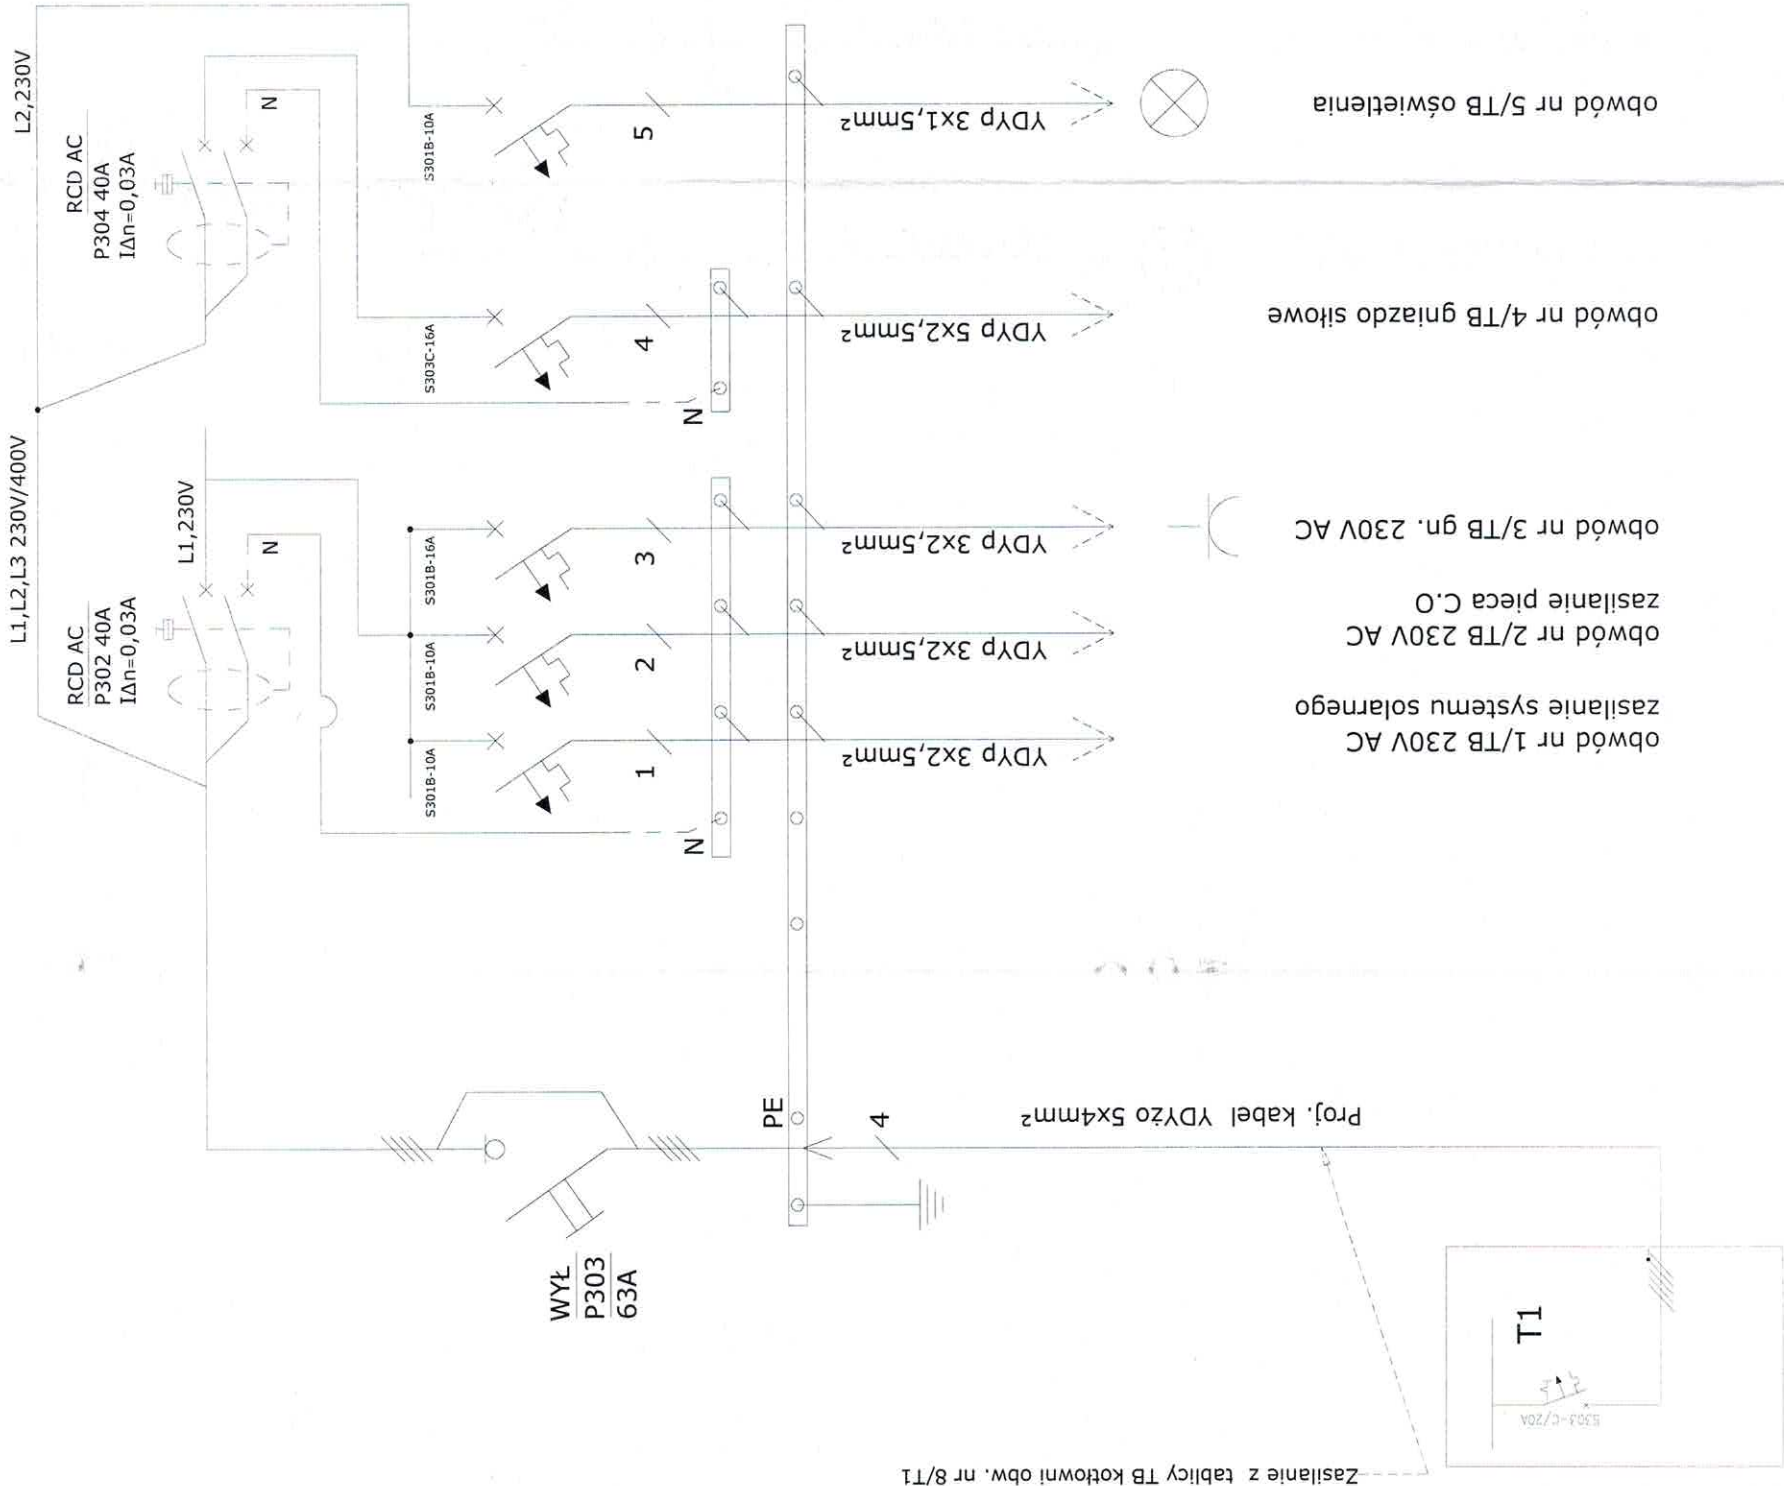 L2,230V
RCD AC
P304 40A
IΔn=0,03A
N
L1,L2,L3 230V/400V
RCD AC
P302 40A
IΔn=0,03A
L1,230V
N
S301B-10A
S303C-16A
S301B-16A
S301B-10A
S301B-10A
5
4
3
2
1
N
N
PE
4
WYŁ
P303
63A
YDYp 3x1,5mm²
YDYp 5x2,5mm²
YDYp 3x2,5mm²
YDYp 3x2,5mm²
YDYp 3x2,5mm²
Proj. kabel YDYżo 5x4mm²
obwód nr 5/TB oświetlenia
obwód nr 4/TB gniazdo siłowe
obwód nr 3/TB gn. 230V AC
obwód nr 2/TB 230V AC
zasilanie pieca C.O
obwód nr 1/TB 230V AC
zasilanie systemu solarnego
T1
S303-C/20A
Zasilanie z tablicy TB kotłowni obw. nr 8/T1